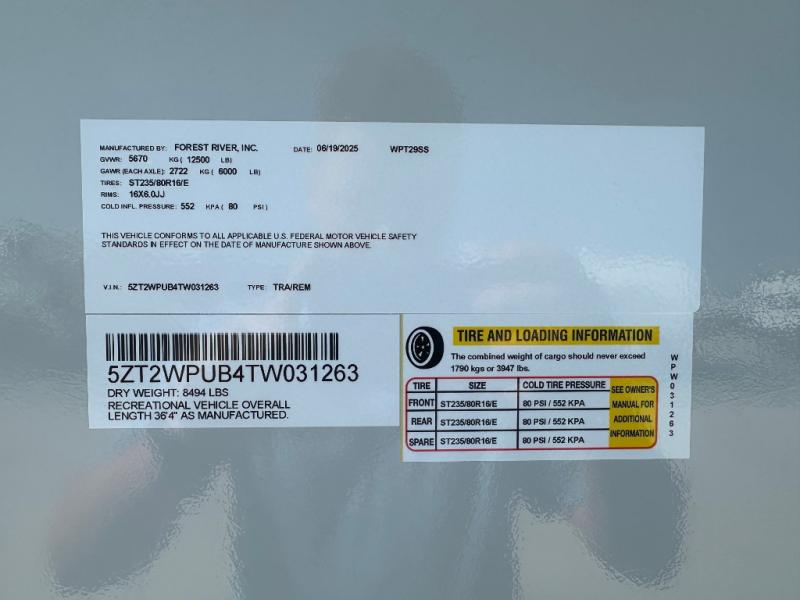 MANUFACTURED BY: FOREST RIVER, INC. DATE: 06/19/2025 WPT29SS
GVWR: 5670 KG ( 12500 LB)
GAWR (EACH AXLE): 2722 KG ( 6000 LB)
TIRES: ST235/80R16/E
RIMS: 16X6.0JJ
COLD INFL. PRESSURE: 552 KPA ( 80 PSI )
THIS VEHICLE CONFORMS TO ALL APPLICABLE U.S. FEDERAL MOTOR VEHICLE SAFETY
STANDARDS IN EFFECT ON THE DATE OF MANUFACTURE SHOWN ABOVE.
V.I.N.: 5ZT2WPUB4TW031263 TYPE: TRA/REM
5ZT2WPUB4TW031263
DRY WEIGHT: 8494 LBS
RECREATIONAL VEHICLE OVERALL
LENGTH 36'4" AS MANUFACTURED.
TIRE AND LOADING INFORMATION
The combined weight of cargo should never exceed
1790 kgs or 3947 lbs.
TIRE SIZE COLD TIRE PRESSURE
FRONT ST235/80R16/E 80 PSI / 552 KPA
REAR ST235/80R16/E 80 PSI / 552 KPA
SPARE ST235/80R16/E 80 PSI / 552 KPA
SEE OWNER'S
MANUAL FOR
ADDITIONAL
INFORMATION
WPW031263